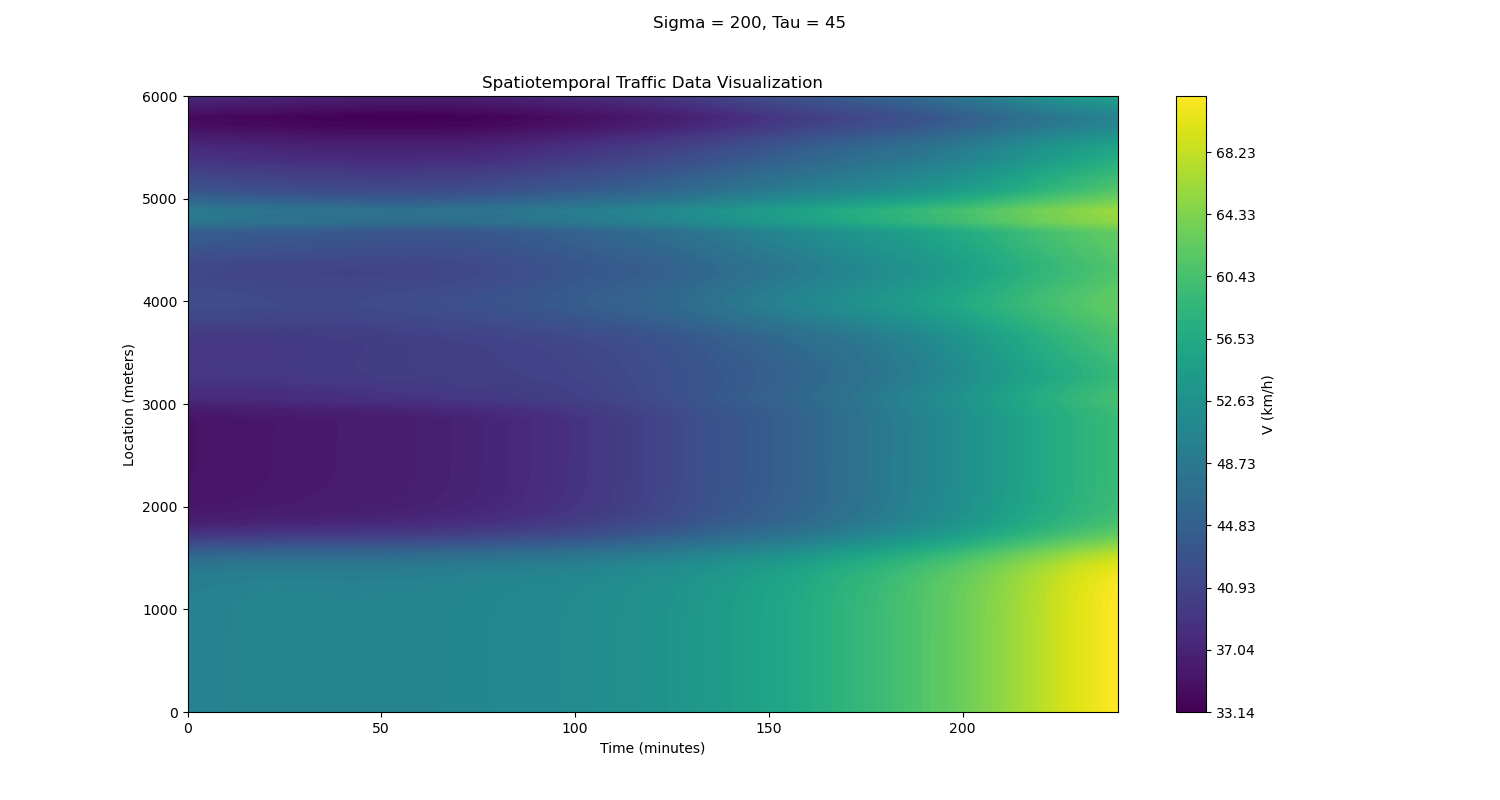 Sigma = 200, Tau = 45
Spatiotemporal Traffic Data Visualization
6000
5000
4000
3000
2000
1000
0
Location (meters)
0 50 100 150 200
Time (minutes)
68.23
64.33
60.43
56.53
52.63
48.73
44.83
40.93
37.04
33.14
V (km/h)